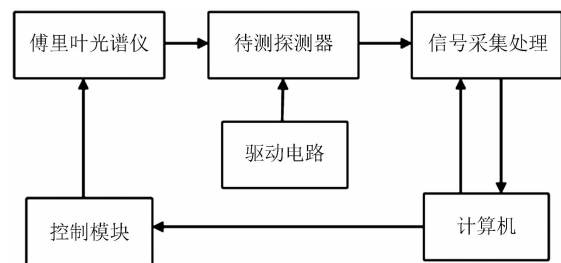 傅里叶光谱仪
待测探测器
信号采集处理
驱动电路
控制模块
计算机